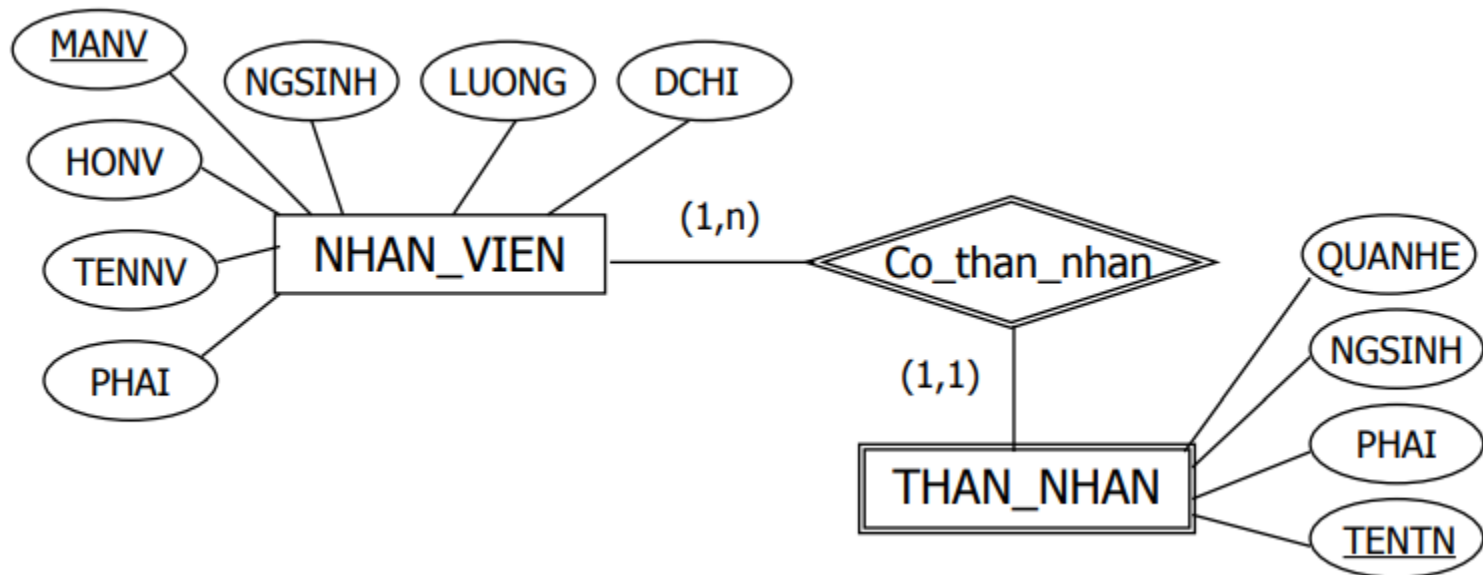 MANV
NGSINH
LUONG
DCHI
HONV
TENNV
PHAI
NHAN_VIEN
(1,n)
Co_than_nhan
(1,1)
THAN_NHAN
QUANHE
NGSINH
PHAI
TENTN